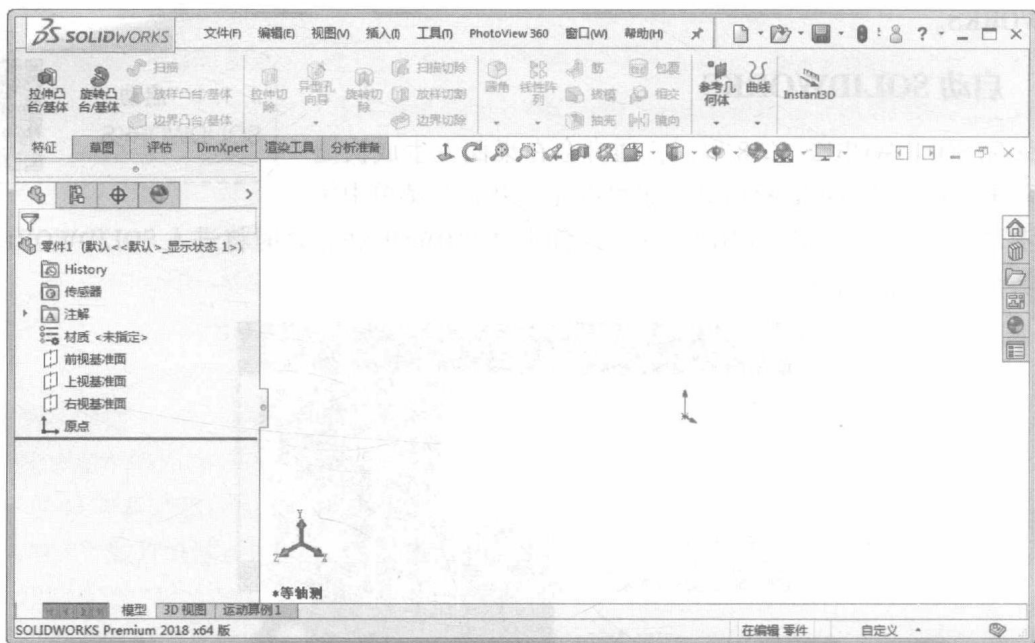 SOLIDWORKS 文件(F) 编辑(E) 视图(V) 插入(I) 工具(T) PhotoView 360 窗口(W) 帮助(H)
拉伸凸台/基体
旋转凸台/基体
扫描
放样凸台/基体
边界凸台/基体
拉伸切除
异型孔向导
旋转切除
扫描切除
放样切割
边界切除
圆角
线性阵列
筋
拔模
抽壳
包覆
相交
镜向
参考几何体
曲线
Instant3D
特征 草图 评估 DimXpert 渲染工具 分析准备
零件1 (默认<<默认>_显示状态 1>)
History
传感器
A 注解
材质 <未指定>
前视基准面
上视基准面
右视基准面
原点
Y
Z X
*等轴测
模型 3D 视图 运动算例1
SOLIDWORKS Premium 2018 x64 版 在编辑 零件 自定义